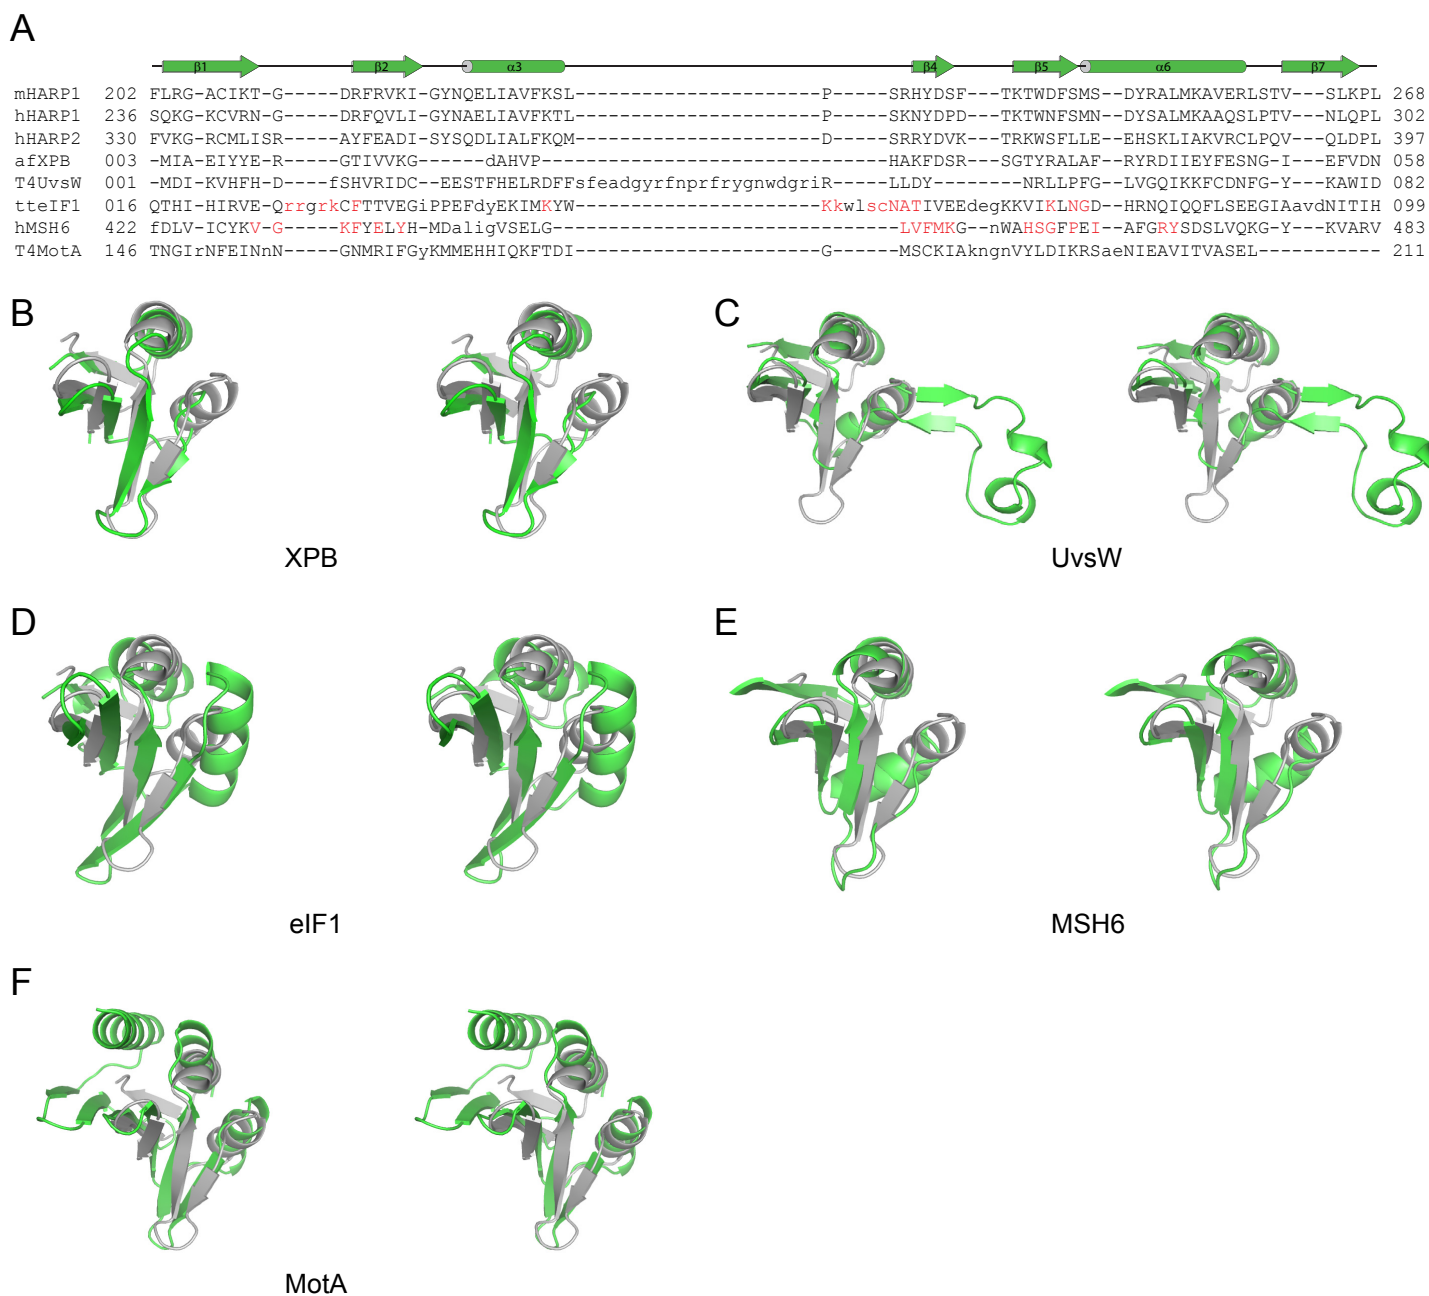 A
β1 β2 α3 β4 β5 α6 β7
mHARP1 202 FLRG-ACIKT-G-----DRFRVKI-GYNQELIAVFKSL----------------------P-----SRHYDSF--TKTWDFSMS--DYRALMKAVERLSTV---SLKPL 268
hHARP1 236 SQKG-KCVRN-G-----DRFQVLI-GYNAELIAVFKTL----------------------P-----SKNYDPD--TKTWNFSMN--DYSALMKAAQSLPTV---NLQPL 302
hHARP2 330 FVKG-RCMLISR-----AYFEADI-SYSQDLIALFKQM----------------------D-----SRRYDVK--TRKWSFLLE--EHSKLIAKVRCLPQV---QLDPL 397
afXPB 003 -MIA-EIYYE-R-----GTIVVKG-----dAHVP--------------------------------HAKFDSR---SGTYRALAF--RYRDIIEYFESNG-I---EFVDN 058
T4UvsW 001 -MDI-KVHFH-D----fSHVRIDC--EESTFHELRDFFsfeadgyrfnprfrygnwdgriR-----LLDY------NRLLPFG--LVGQIKKFCDNFG-Y---KAWID 082
tteIF1 016 QTHI-HIRVE-QrrgrkCFTTVEGiPPEFdyEKIMKYW----------------------KkwlscNATIVEEdegKKVIKLNGD--HRNQIQQFLSEEGIAavdNITIH 099
hMSH6 422 fDLV-ICYKV-G-----KFYELYH-MDaligVSELG------------------------------LVFMKG--nWAHSGFPEI--AFGRYSDSLVQKG-Y---KVARV 483
T4MotA 146 TNGIrNFEINnN-----GNMRIFGyKMMEHHIQKFTDI----------------------G-----MSCKIAkngnvYLDIKRSaeNIEAVITVASEL----------- 211
B
C
XPB
UvsW
D
E
eIF1
MSH6
F
MotA